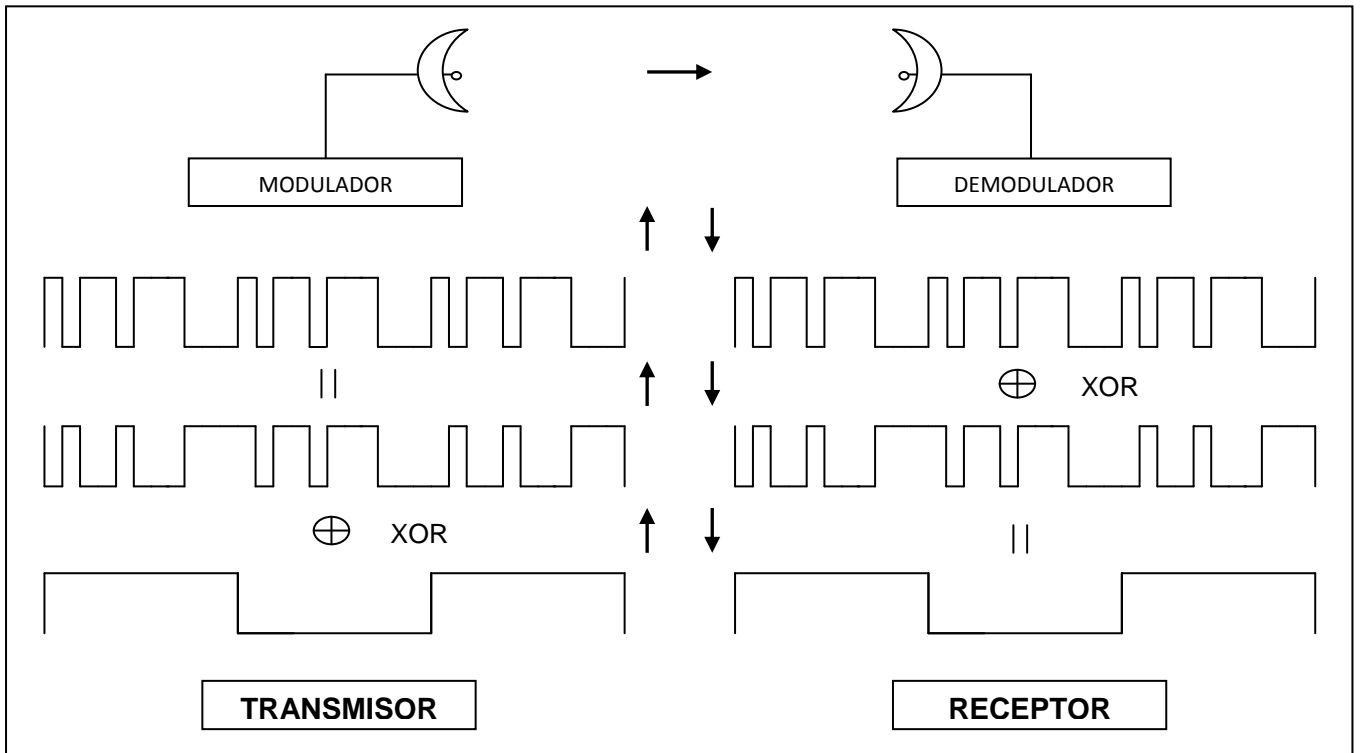 MODULADOR
DEMODULADOR
||
⊕ XOR
⊕ XOR
||
TRANSMISOR
RECEPTOR